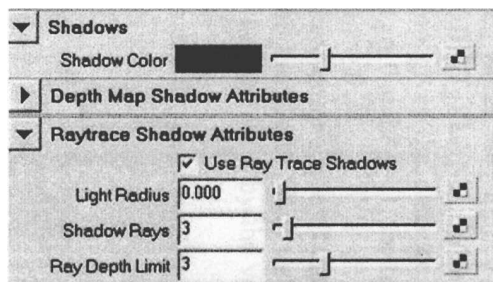 Shadows
Shadow Color
Depth Map Shadow Attributes
Raytrace Shadow Attributes
Use Ray Trace Shadows
Light Radius 0.000
Shadow Rays 3
Ray Depth Limit 3